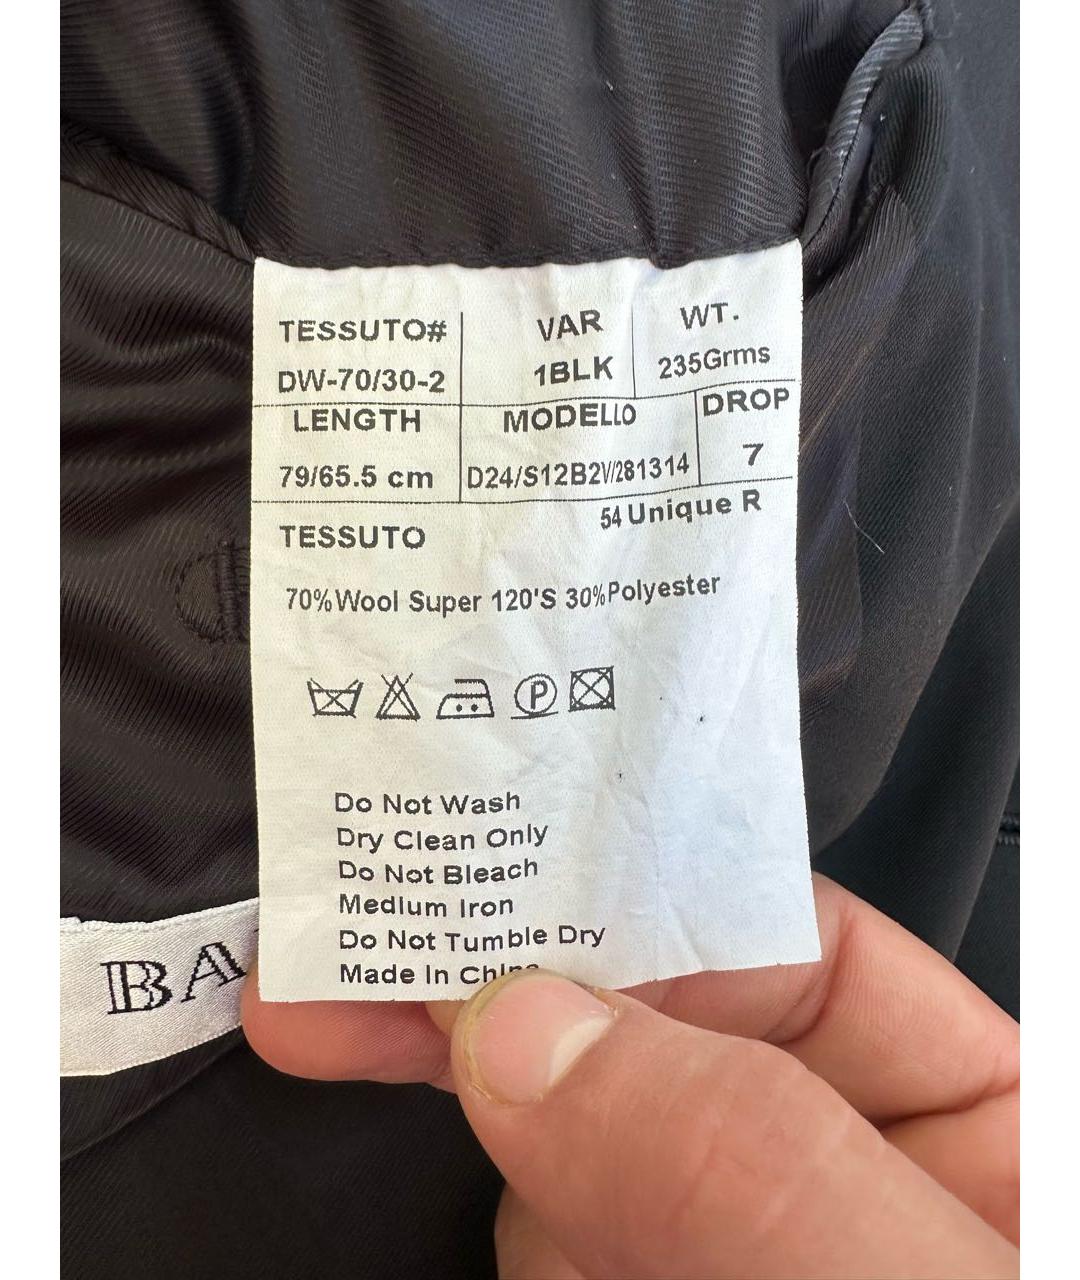 TESSUTO# VAR WT.
DW-70/30-2 1BLK 235Grms
LENGTH MODELLO DROP
79/65.5 cm D24/S12B2V/281314 7
54 Unique R
TESSUTO
70%Wool Super 120'S 30%Polyester
P
Do Not Wash
Dry Clean Only
Do Not Bleach
Medium Iron
Do Not Tumble Dry
Made In China
BA